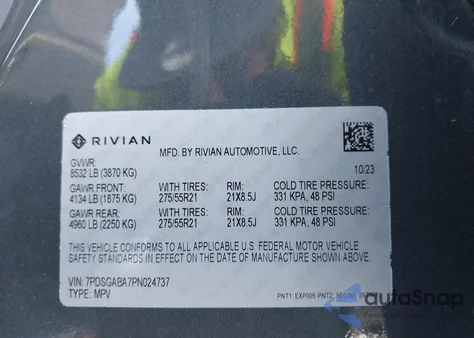 RIVIAN
MFD. BY RIVIAN AUTOMOTIVE, LLC.
GVWR:
8532 LB (3870 KG) 10/23
GAWR FRONT: WITH TIRES: RIM: COLD TIRE PRESSURE:
4134 LB (1875 KG) 275/55R21 21X8.5J 331 KPA, 48 PSI
GAWR REAR: WITH TIRES: RIM: COLD TIRE PRESSURE:
4960 LB (2250 KG) 275/55R21 21X8.5J 331 KPA, 48 PSI
THIS VEHICLE CONFORMS TO ALL APPLICABLE U.S. FEDERAL MOTOR VEHICLE
SAFETY STANDARDS IN EFFECT ON THE DATE OF MANUFACTURE SHOWN ABOVE.
VIN: 7PDSGABA7PN024737
TYPE: MPV PNT1: EXP005 PNT2:
AutoSnap